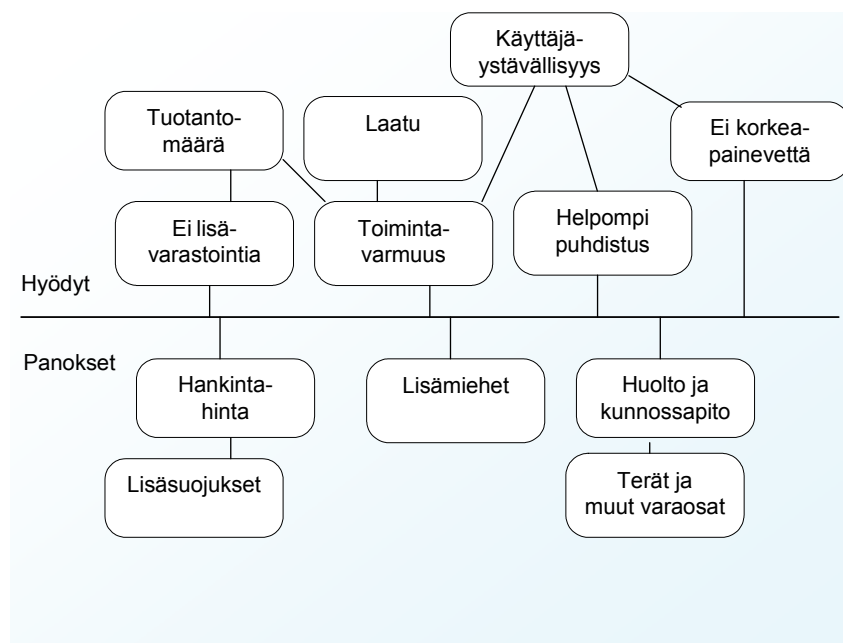 Käyttäjä-
ystävällisyys
Tuotanto-
määrä
Laatu
Ei korkea-
painevettä
Ei lisä-
varastointia
Toiminta-
varmuus
Helpompi
puhdistus
Hyödyt
Panokset
Hankinta-
hinta
Lisämiehet
Huolto ja
kunnossapito
Lisäsuojukset
Terät ja
muut varaosat